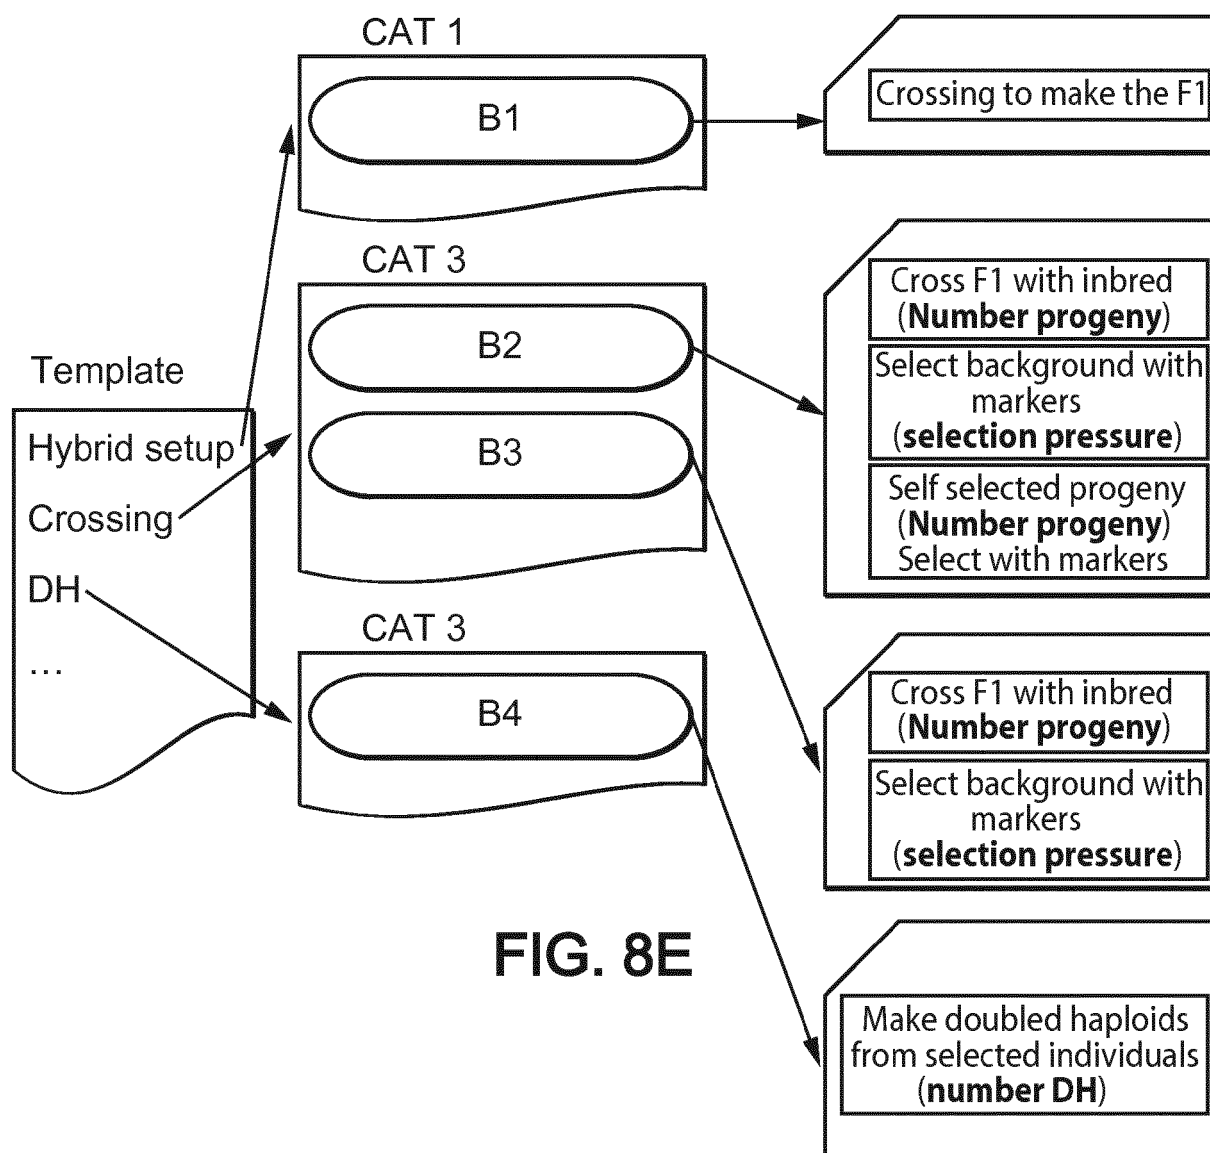 CAT 1
B1
Crossing to make the F1
CAT 3
B2
B3
Cross F1 with inbred
(Number progeny)
Select background with
markers
(selection pressure)
Self selected progeny
(Number progeny)
Select with markers
Template
Hybrid setup
Crossing
DH
...
CAT 3
B4
Cross F1 with inbred
(Number progeny)
Select background with
markers
(selection pressure)
Make doubled haploids
from selected individuals
(number DH)
FIG. 8E